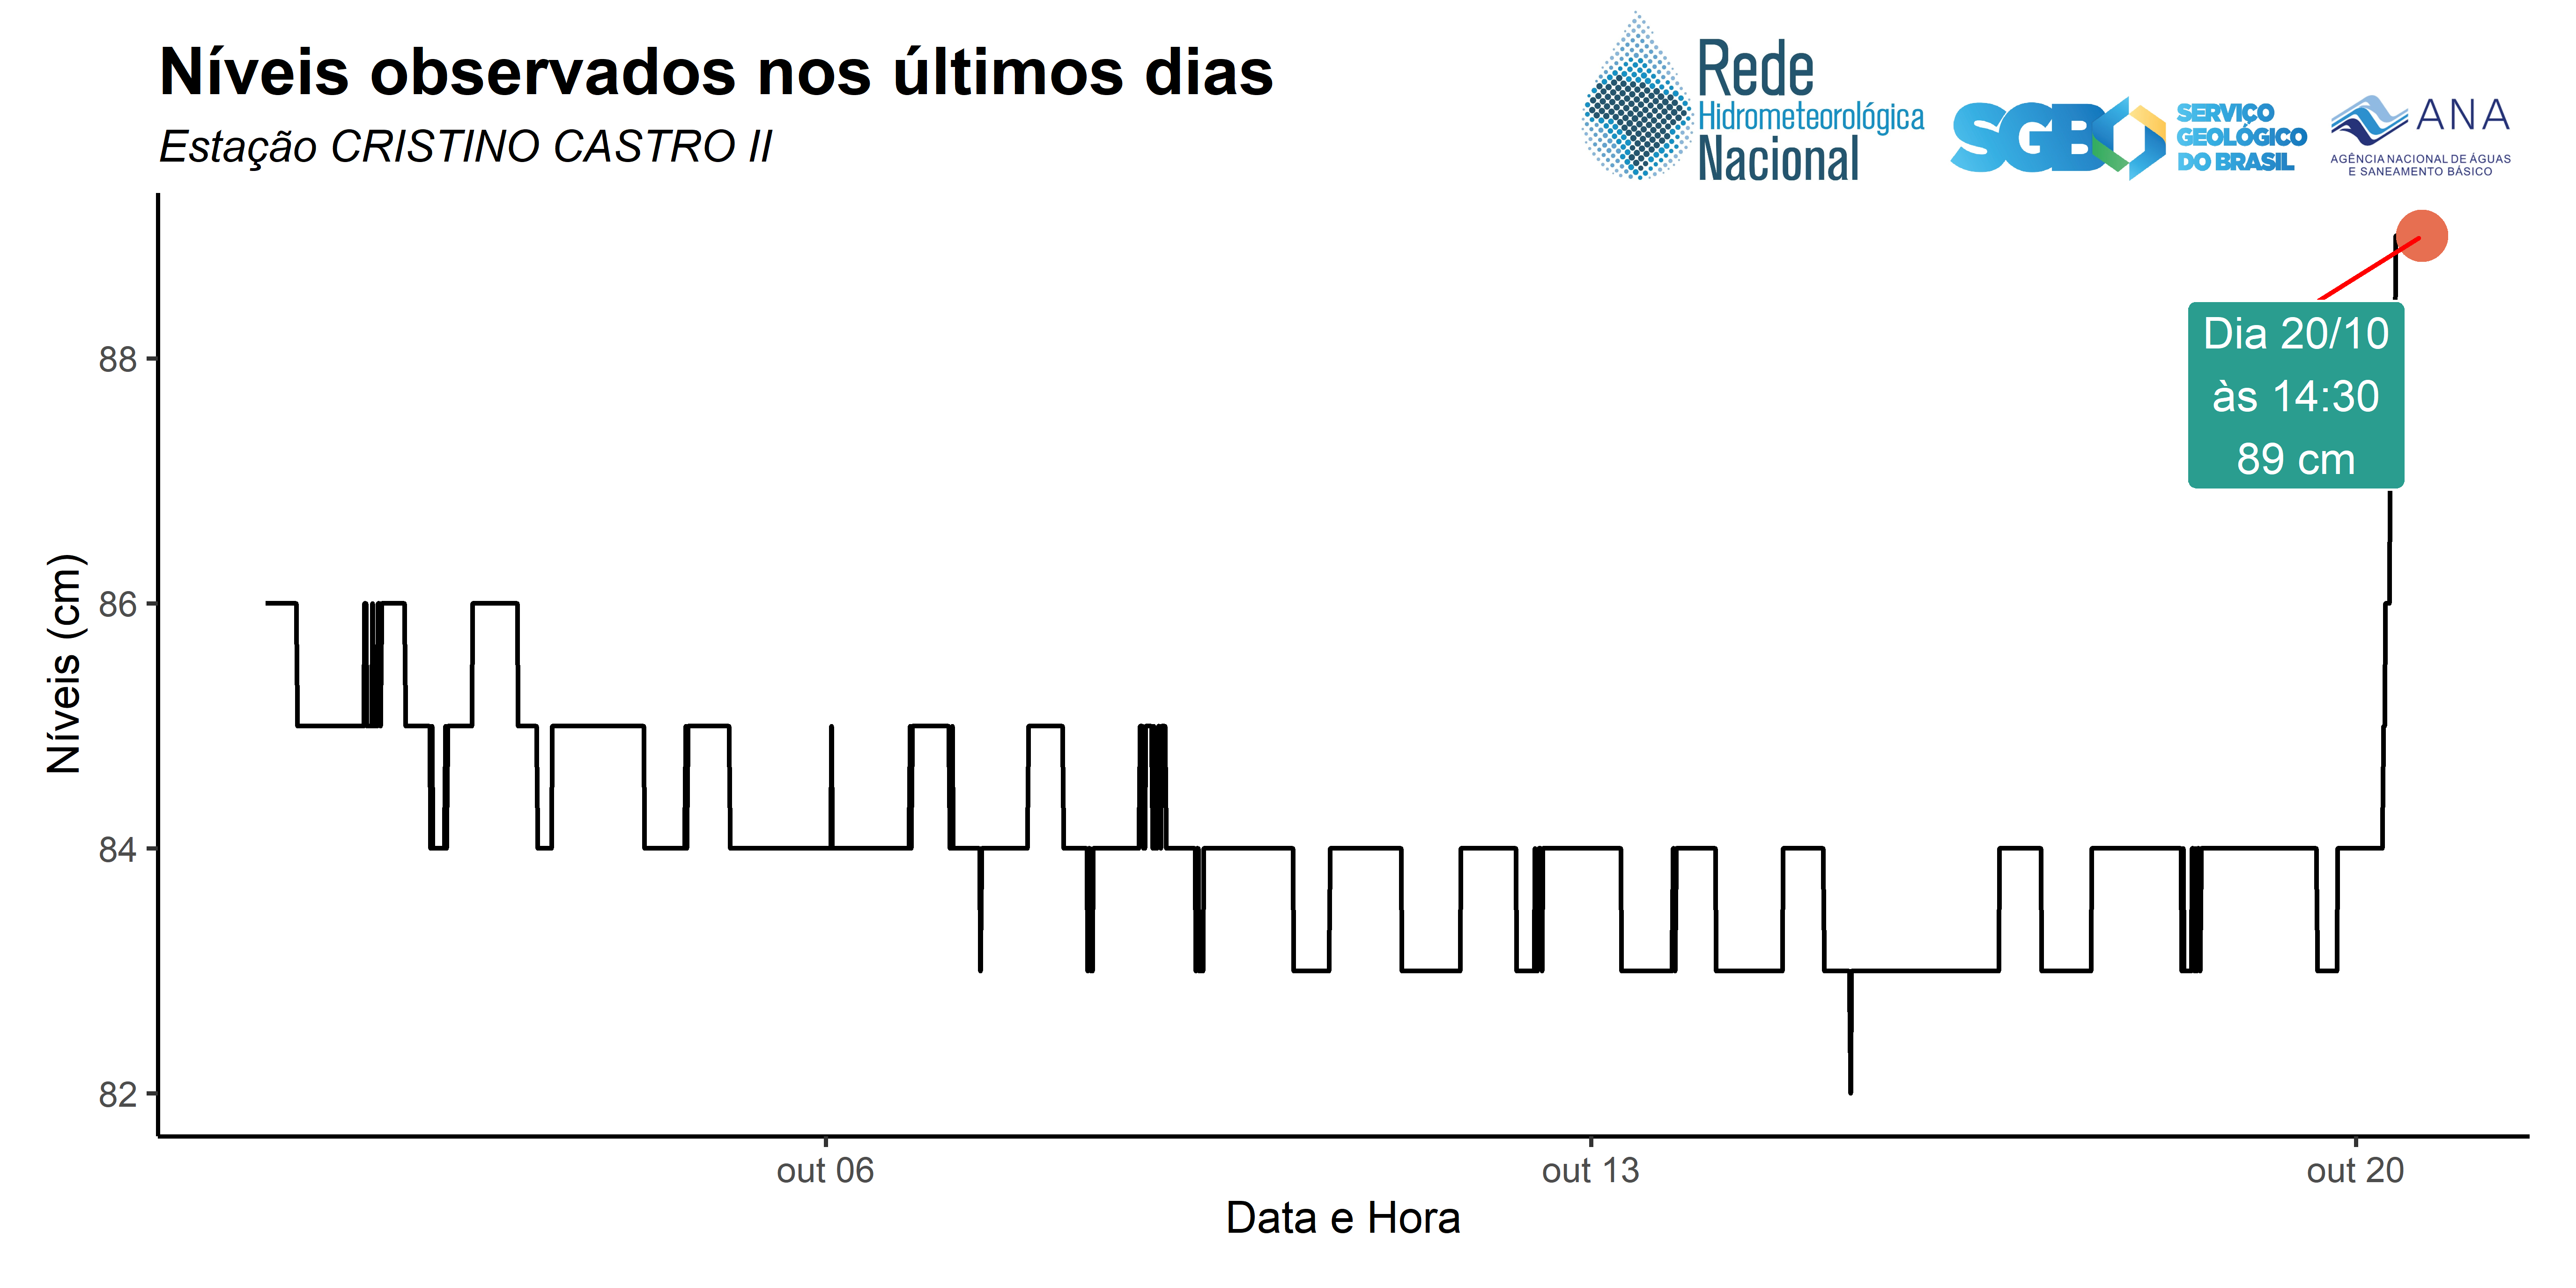 Níveis observados nos últimos dias
Estação CRISTINO CASTRO II
Rede
Hidrometeorológica
Nacional
SGB
SERVIÇO
GEOLÓGICO
DO BRASIL
ANA
AGÊNCIA NACIONAL DE ÁGUAS
E SANEAMENTO BÁSICO
Dia 20/10
às 14:30
89 cm
Níveis (cm)
88
86
84
82
out 06
out 13
out 20
Data e Hora